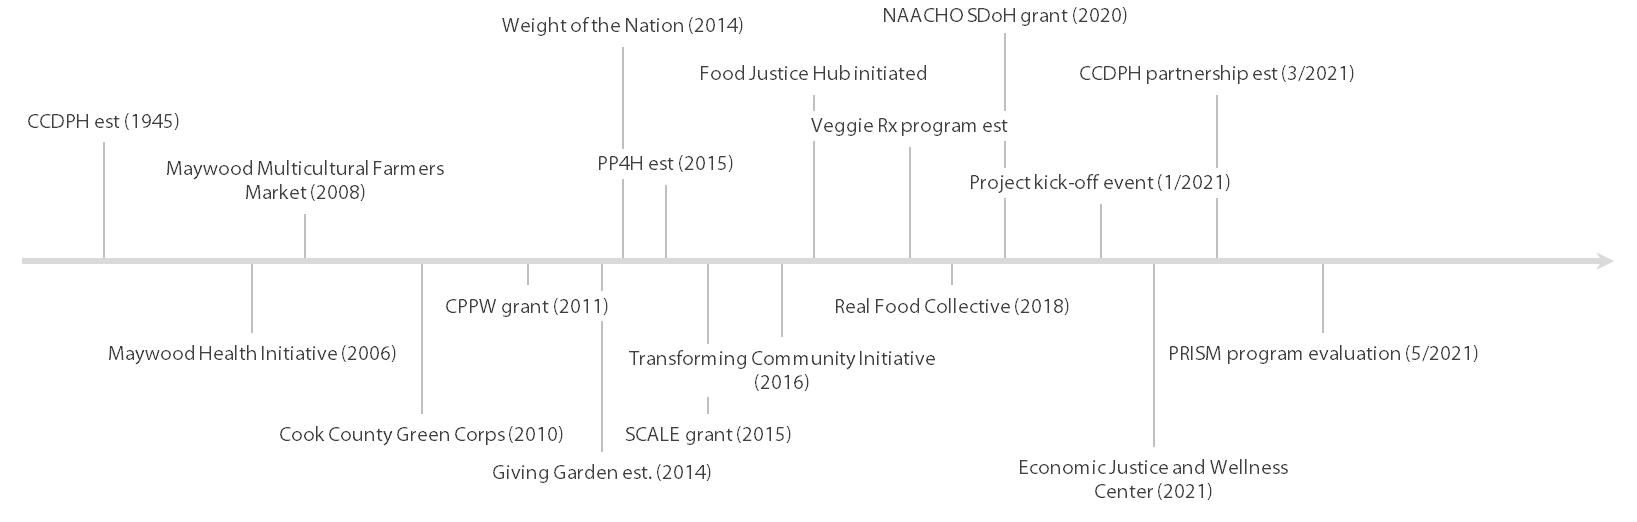 NAACHO SDoH grant (2020)
Weight of the Nation (2014)
Food Justice Hub initiated
CCDPH partnership est (3/2021)
CCDPH est (1945)
Veggie Rx program est
Maywood Multicultural Farmers
Market (2008)
PP4H est (2015)
Project kick-off event (1/2021)
CPPW grant (2011)
Real Food Collective (2018)
Maywood Health Initiative (2006)
Transforming Community Initiative
(2016)
PRISM program evaluation (5/2021)
Cook County Green Corps (2010)
SCALE grant (2015)
Giving Garden est. (2014)
Economic Justice and Wellness
Center (2021)